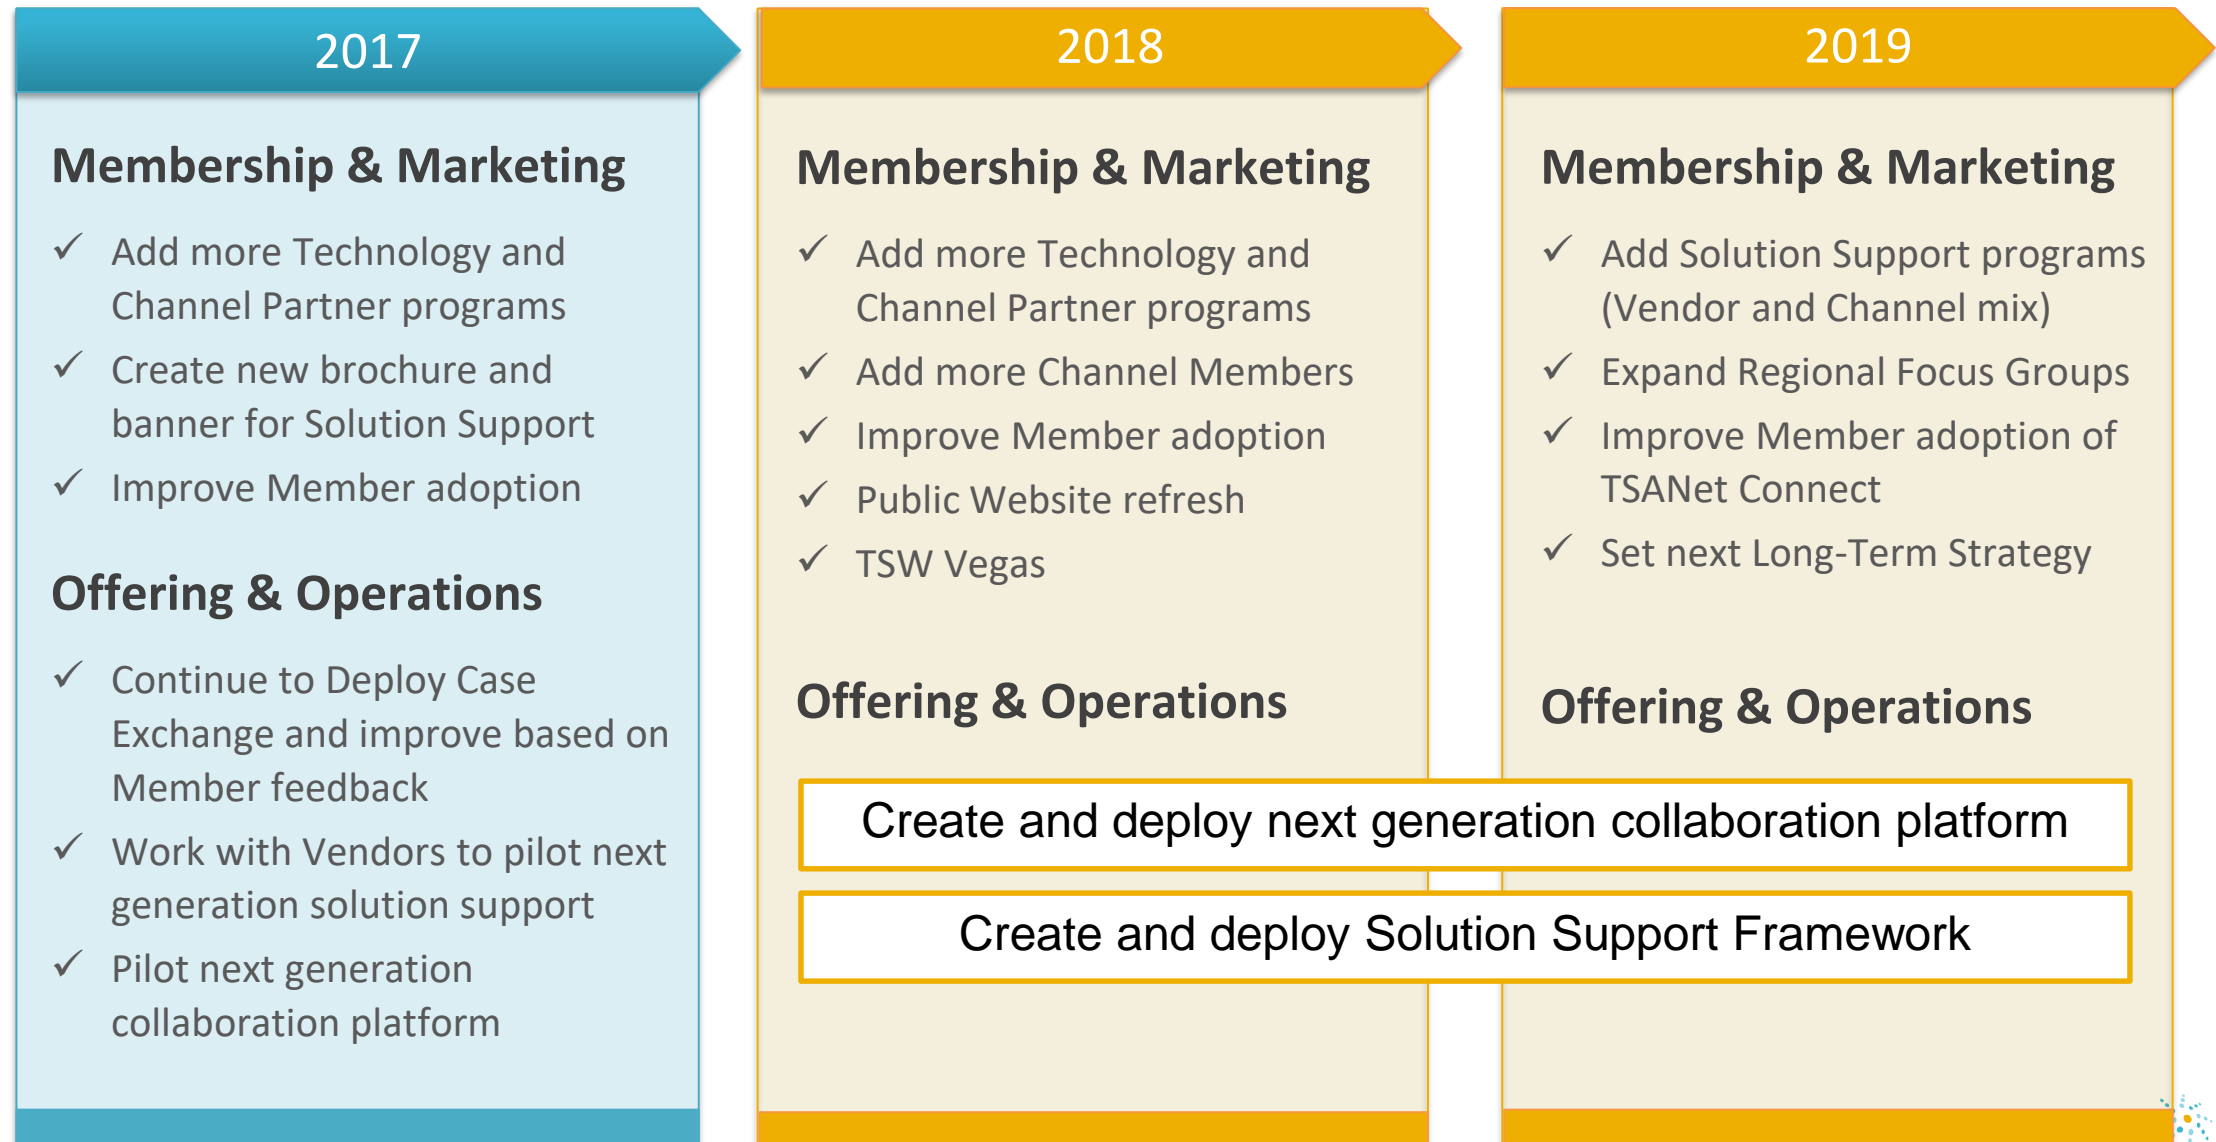 2017
Membership & Marketing
Add more Technology and
Channel Partner programs
Create new brochure and
banner for Solution Support
Improve Member adoption
Offering & Operations
Continue to Deploy Case
Exchange and improve based on
Member feedback
Work with Vendors to pilot next
generation solution support
Pilot next generation
collaboration platform
2018
Membership & Marketing
Add more Technology and
Channel Partner programs
Add more Channel Members
Improve Member adoption
Public Website refresh
TSW Vegas
Offering & Operations
2019
Membership & Marketing
Add Solution Support programs
(Vendor and Channel mix)
Expand Regional Focus Groups
Improve Member adoption of
TSANet Connect
Set next Long-Term Strategy
Offering & Operations
Create and deploy next generation collaboration platform
Create and deploy Solution Support Framework